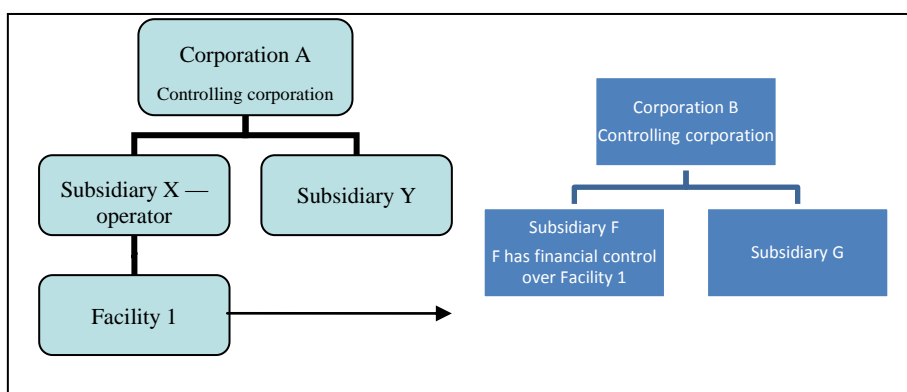 Corporation A
Controlling corporation
Subsidiary X —
operator
Subsidiary Y
Facility 1
Corporation B
Controlling corporation
Subsidiary F
F has financial control
over Facility 1
Subsidiary G